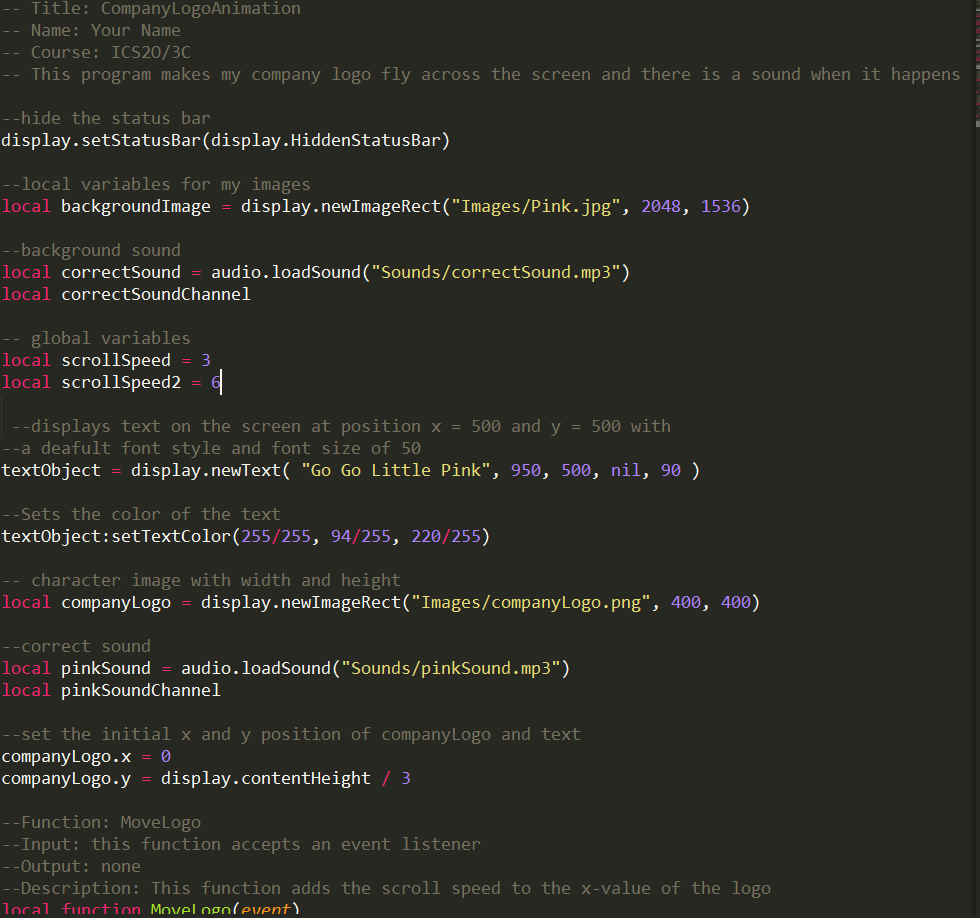 -- Title: CompanyLogoAnimation
-- Name: Your Name
-- Course: ICS2O/3C
-- This program makes my company logo fly across the screen and there is a sound when it happens
--hide the status bar
display.setStatusBar(display.HiddenStatusBar)
--local variables for my images
local backgroundImage = display.newImageRect("Images/Pink.jpg", 2048, 1536)
--background sound
local correctSound = audio.loadSound("Sounds/correctSound.mp3")
local correctSoundChannel
-- global variables
local scrollSpeed = 3
local scrollSpeed2 = 6
--displays text on the screen at position x = 500 and y = 500 with
--a deafult font style and font size of 50
textObject = display.newText( "Go Go Little Pink", 950, 500, nil, 90 )
--Sets the color of the text
textObject:setTextColor(255/255, 94/255, 220/255)
-- character image with width and height
local companyLogo = display.newImageRect("Images/companyLogo.png", 400, 400)
--correct sound
local pinkSound = audio.loadSound("Sounds/pinkSound.mp3")
local pinkSoundChannel
--set the initial x and y position of companyLogo and text
companyLogo.x = 0
companyLogo.y = display.contentHeight / 3
--Function: MoveLogo
--Input: this function accepts an event listener
--Output: none
--Description: This function adds the scroll speed to the x-value of the logo
local function MoveLogo(event)